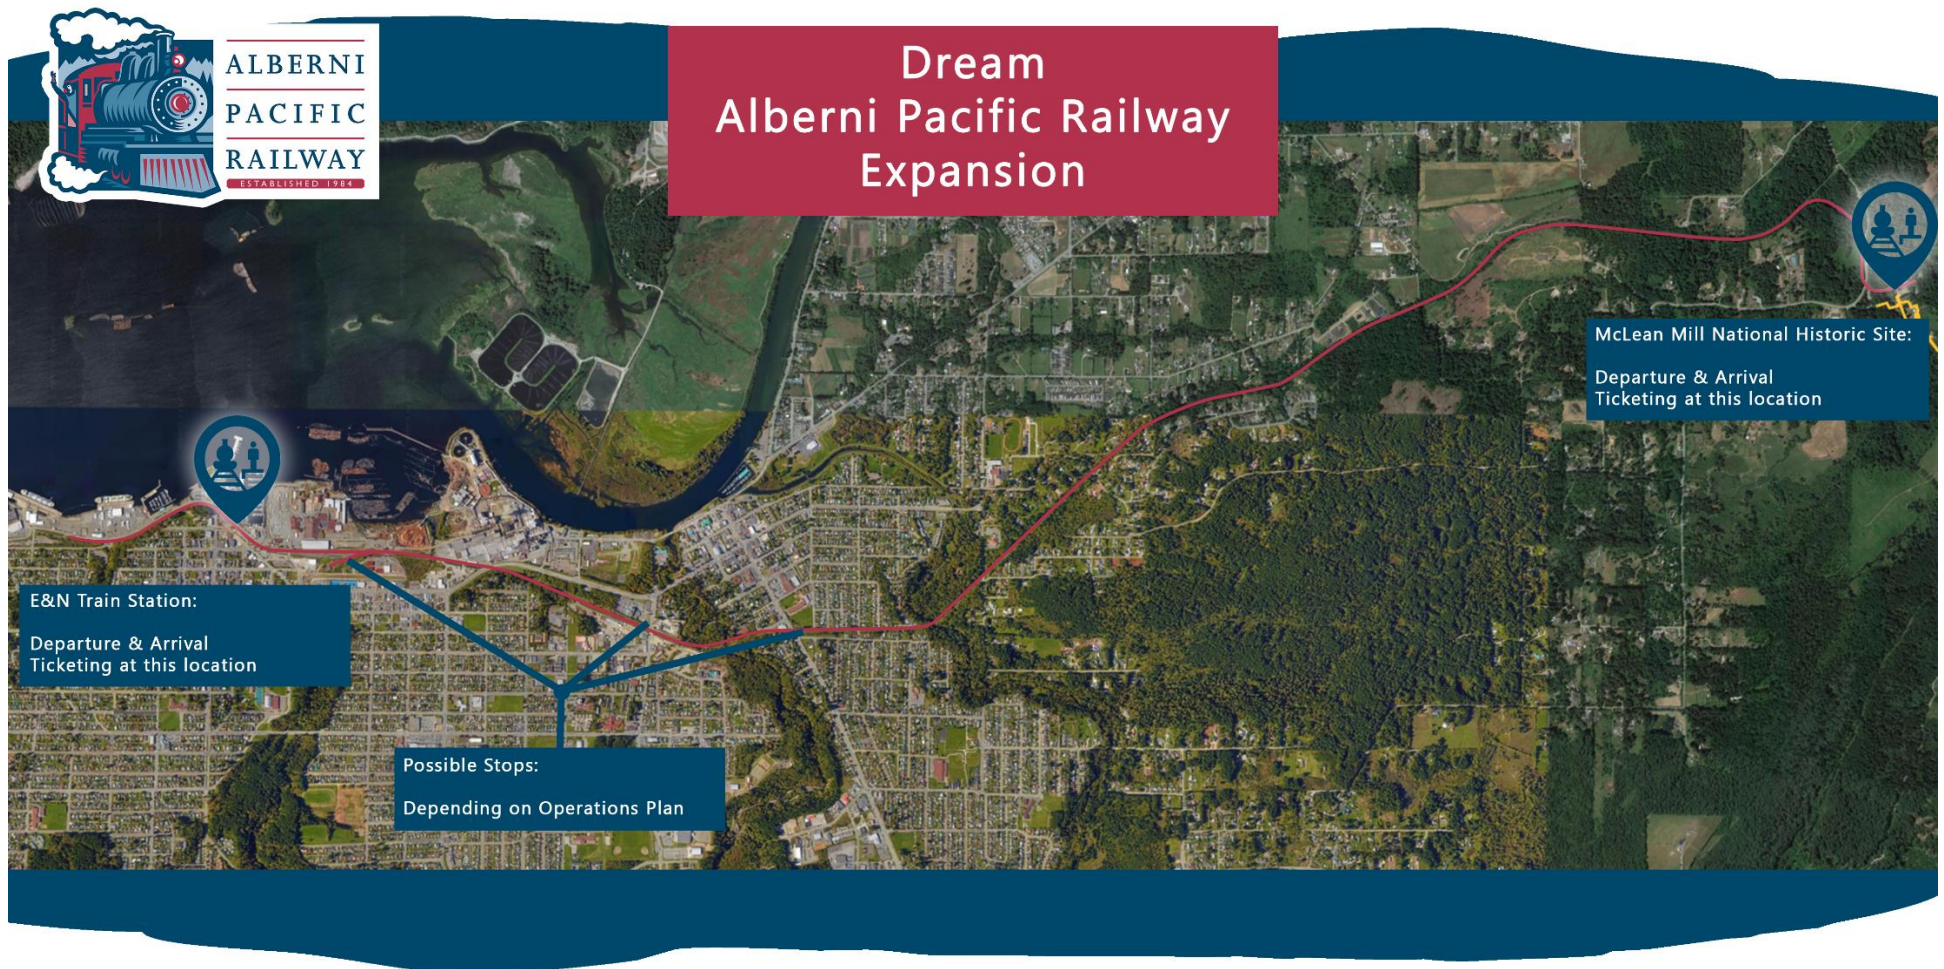 ALBERNI
PACIFIC
RAILWAY
ESTABLISHED 1984
Dream
Alberni Pacific Railway
Expansion
McLean Mill National Historic Site:
Departure & Arrival
Ticketing at this location
E&N Train Station:
Departure & Arrival
Ticketing at this location
Possible Stops:
Depending on Operations Plan